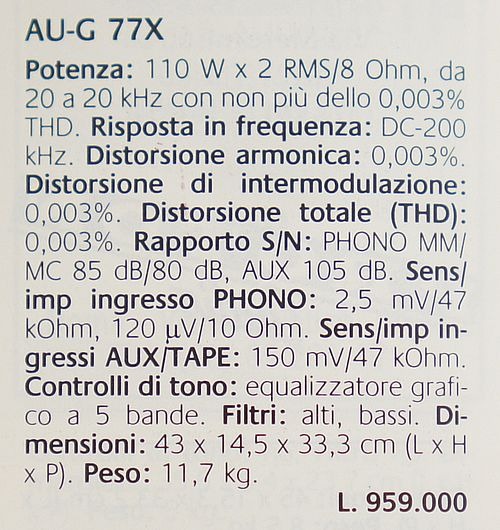 AU-G 77X
Potenza: 110 W x 2 RMS/8 Ohm, da
20 a 20 kHz con non più dello 0,003%
THD. Risposta in frequenza: DC-200
kHz. Distorsione armonica: 0,003%.
Distorsione di intermodulazione:
0,003%. Distorsione totale (THD):
0,003%. Rapporto S/N: PHONO MM/
MC 85 dB/80 dB, AUX 105 dB. Sens/
imp ingresso PHONO: 2,5 mV/47
kOhm, 120 µV/10 Ohm. Sens/imp in-
gressi AUX/TAPE: 150 mV/47 kOhm.
Controlli di tono: equalizzatore grafi-
co a 5 bande. Filtri: alti, bassi. Di-
mensioni: 43 x 14,5 x 33,3 cm (L x H
x P). Peso: 11,7 kg.
L. 959.000